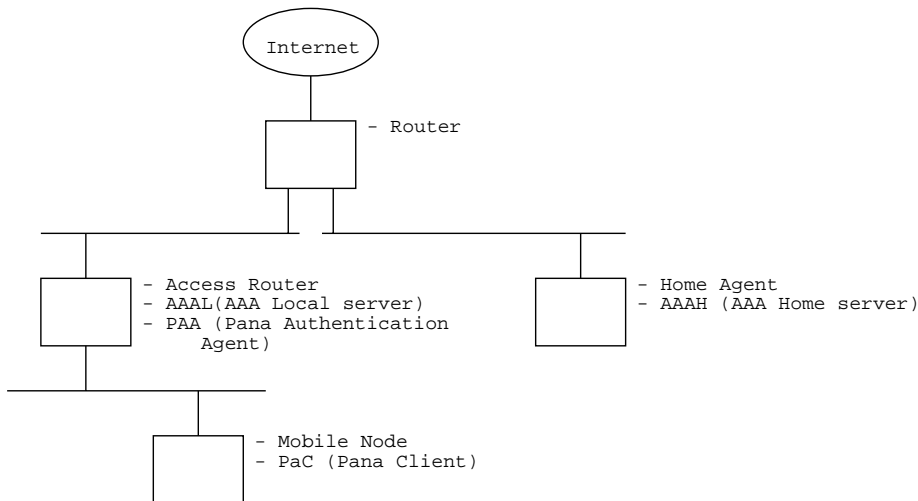 Internet
- Router
- Access Router
- AAAL(AAA Local server)
- PAA (Pana Authentication
Agent)
- Home Agent
- AAAH (AAA Home server)
- Mobile Node
- PaC (Pana Client)